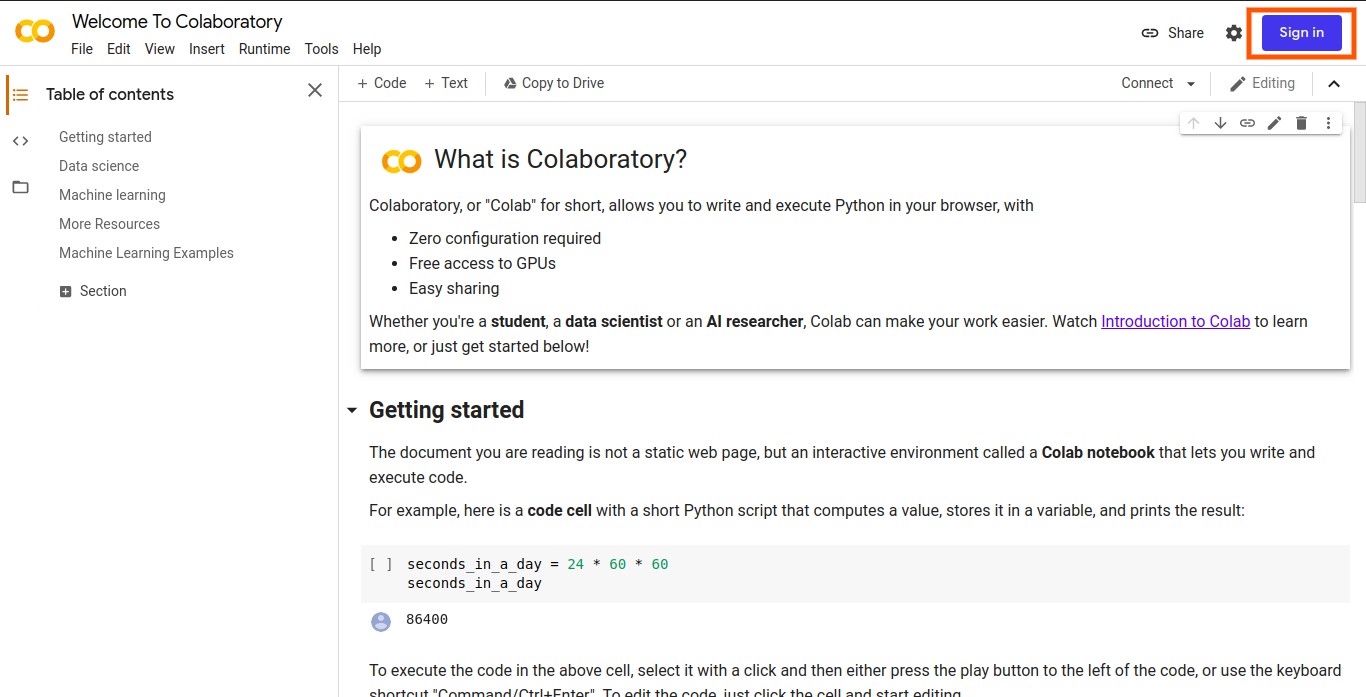 Welcome To Colaboratory
File Edit View Insert Runtime Tools Help
Share
Sign in
Table of contents
Getting started
Data science
Machine learning
More Resources
Machine Learning Examples
Section
+ Code + Text Copy to Drive
Connect
Editing
What is Colaboratory?
Colaboratory, or "Colab" for short, allows you to write and execute Python in your browser, with
• Zero configuration required
• Free access to GPUs
• Easy sharing
Whether you're a student, a data scientist or an AI researcher, Colab can make your work easier. Watch Introduction to Colab to learn
more, or just get started below!
Getting started
The document you are reading is not a static web page, but an interactive environment called a Colab notebook that lets you write and
execute code.
For example, here is a code cell with a short Python script that computes a value, stores it in a variable, and prints the result:
[ ] seconds_in_a_day = 24 * 60 * 60
seconds_in_a_day
86400
To execute the code in the above cell, select it with a click and then either press the play button to the left of the code, or use the keyboard
shortcut "Command/Ctrl+Enter". To edit the code, just click the cell and start editing.